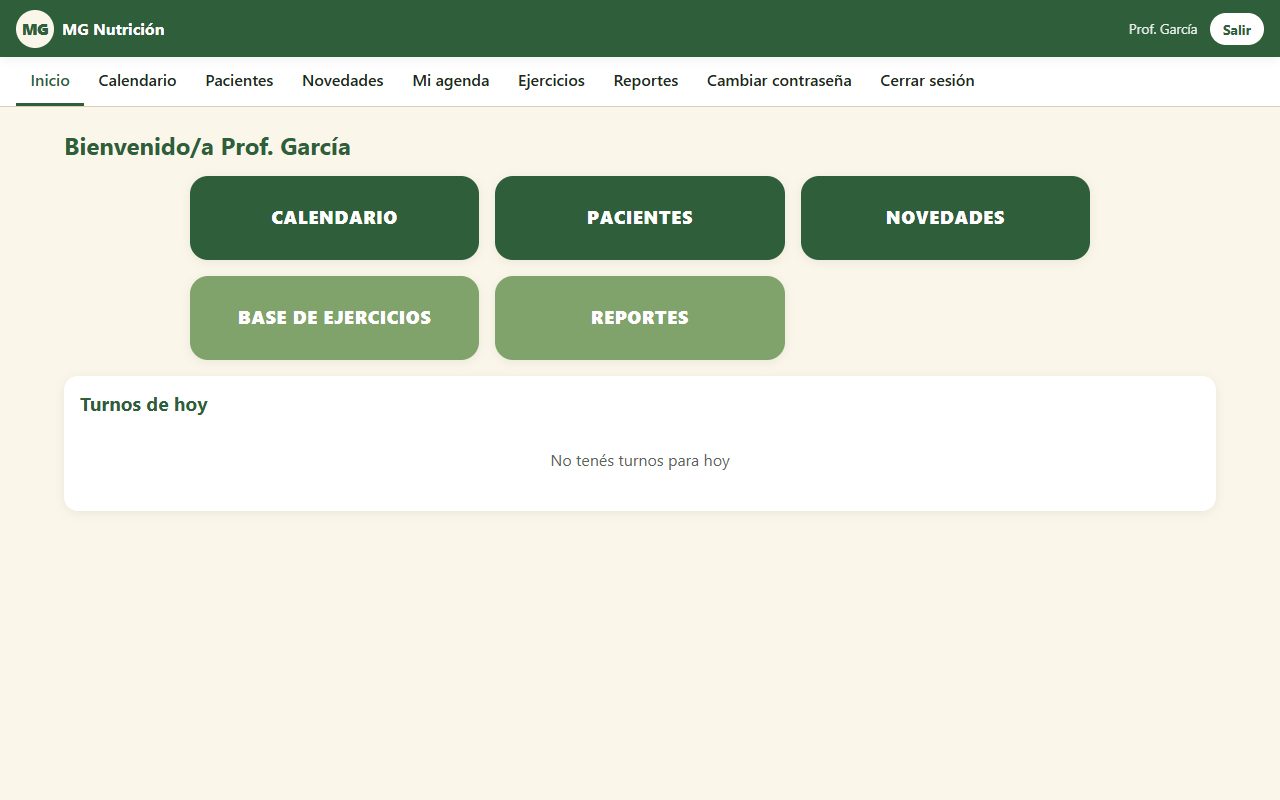 MG MG Nutrición Prof. García Salir
Inicio Calendario Pacientes Novedades Mi agenda Ejercicios Reportes Cambiar contraseña Cerrar sesión
Bienvenido/a Prof. García
CALENDARIO PACIENTES NOVEDADES
BASE DE EJERCICIOS REPORTES
Turnos de hoy
No tenés turnos para hoy